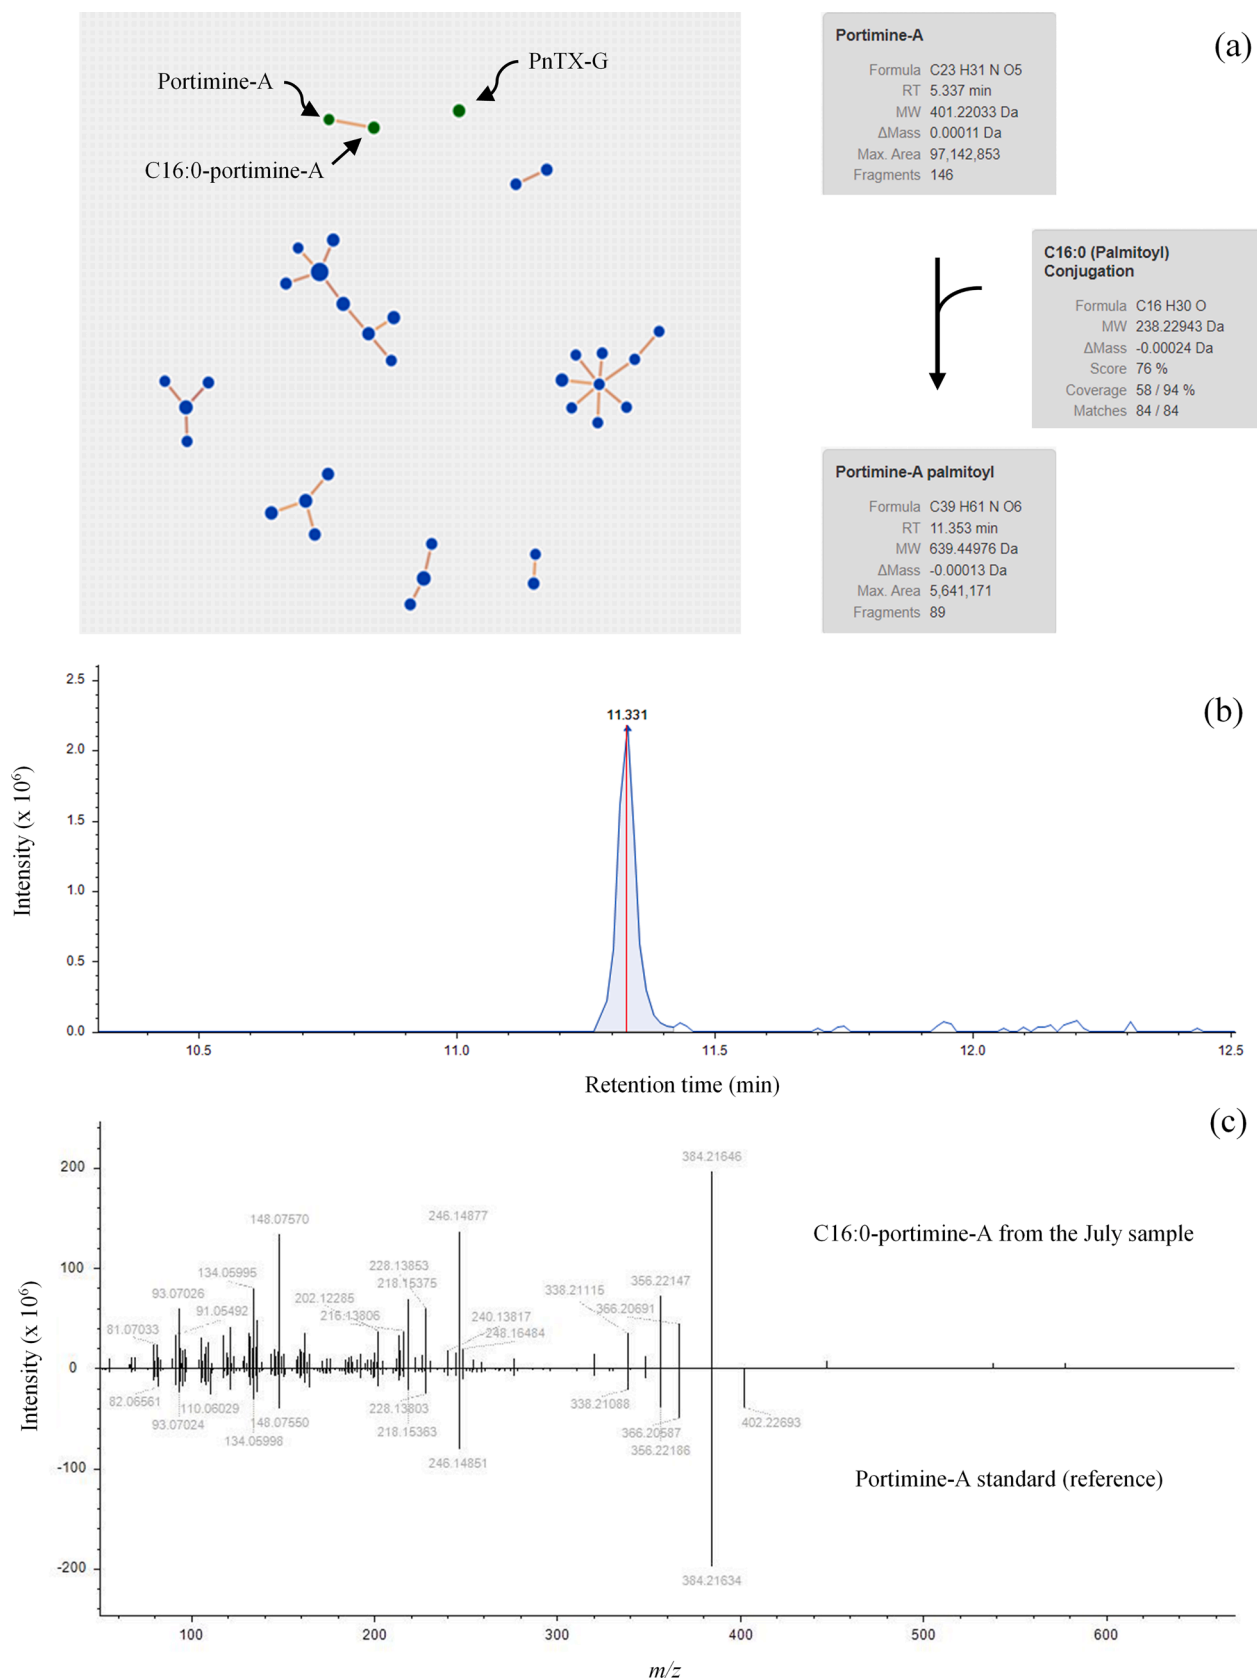 (a)
Portimine-A
PnTX-G
C16:0-portimine-A
Portimine-A
Formula C23 H31 N O5
RT 5.337 min
MW 401.22033 Da
ΔMass 0.00011 Da
Max. Area 97,142,853
Fragments 146
C16:0 (Palmitoyl)
Conjugation
Formula C16 H30 O
MW 238.22943 Da
ΔMass -0.00024 Da
Score 76 %
Coverage 58 / 94 %
Matches 84 / 84
Portimine-A palmitoyl
Formula C39 H61 N O6
RT 11.353 min
MW 639.44976 Da
ΔMass -0.00013 Da
Max. Area 5,641,171
Fragments 89
(b)
Intensity (x 10⁶)
2.5
2.0
1.5
1.0
0.5
0.0
11.331
10.5 11.0 11.5 12.0 12.5
Retention time (min)
(c)
Intensity (x 10⁶)
200
100
0
-100
-200
384.21646
C16:0-portimine-A from the July sample
148.07570
246.14877
134.05995
228.13853
218.15375
93.07026
91.05492
202.12285
216.13806
338.21115
356.22147
366.20691
240.13817
248.16484
81.07033
82.06561
93.07024
110.06029
134.05998
148.07550
228.13803
218.15363
246.14851
338.21088
366.20587
356.22186
402.22693
Portimine-A standard (reference)
384.21634
100 200 300 400 500 600
m/z